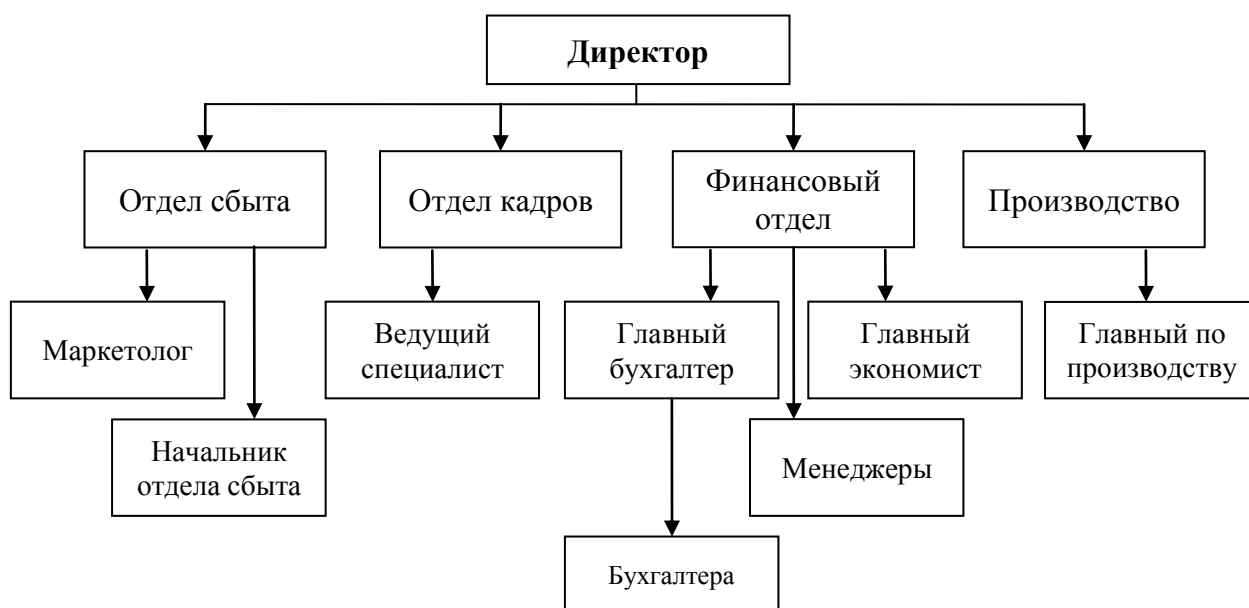 Директор
Отдел сбыта
Отдел кадров
Финансовый
отдел
Производство
Маркетолог
Ведущий
специалист
Главный
бухгалтер
Главный
экономист
Главный по
производству
Начальник
отдела сбыта
Менеджеры
Бухгалтера